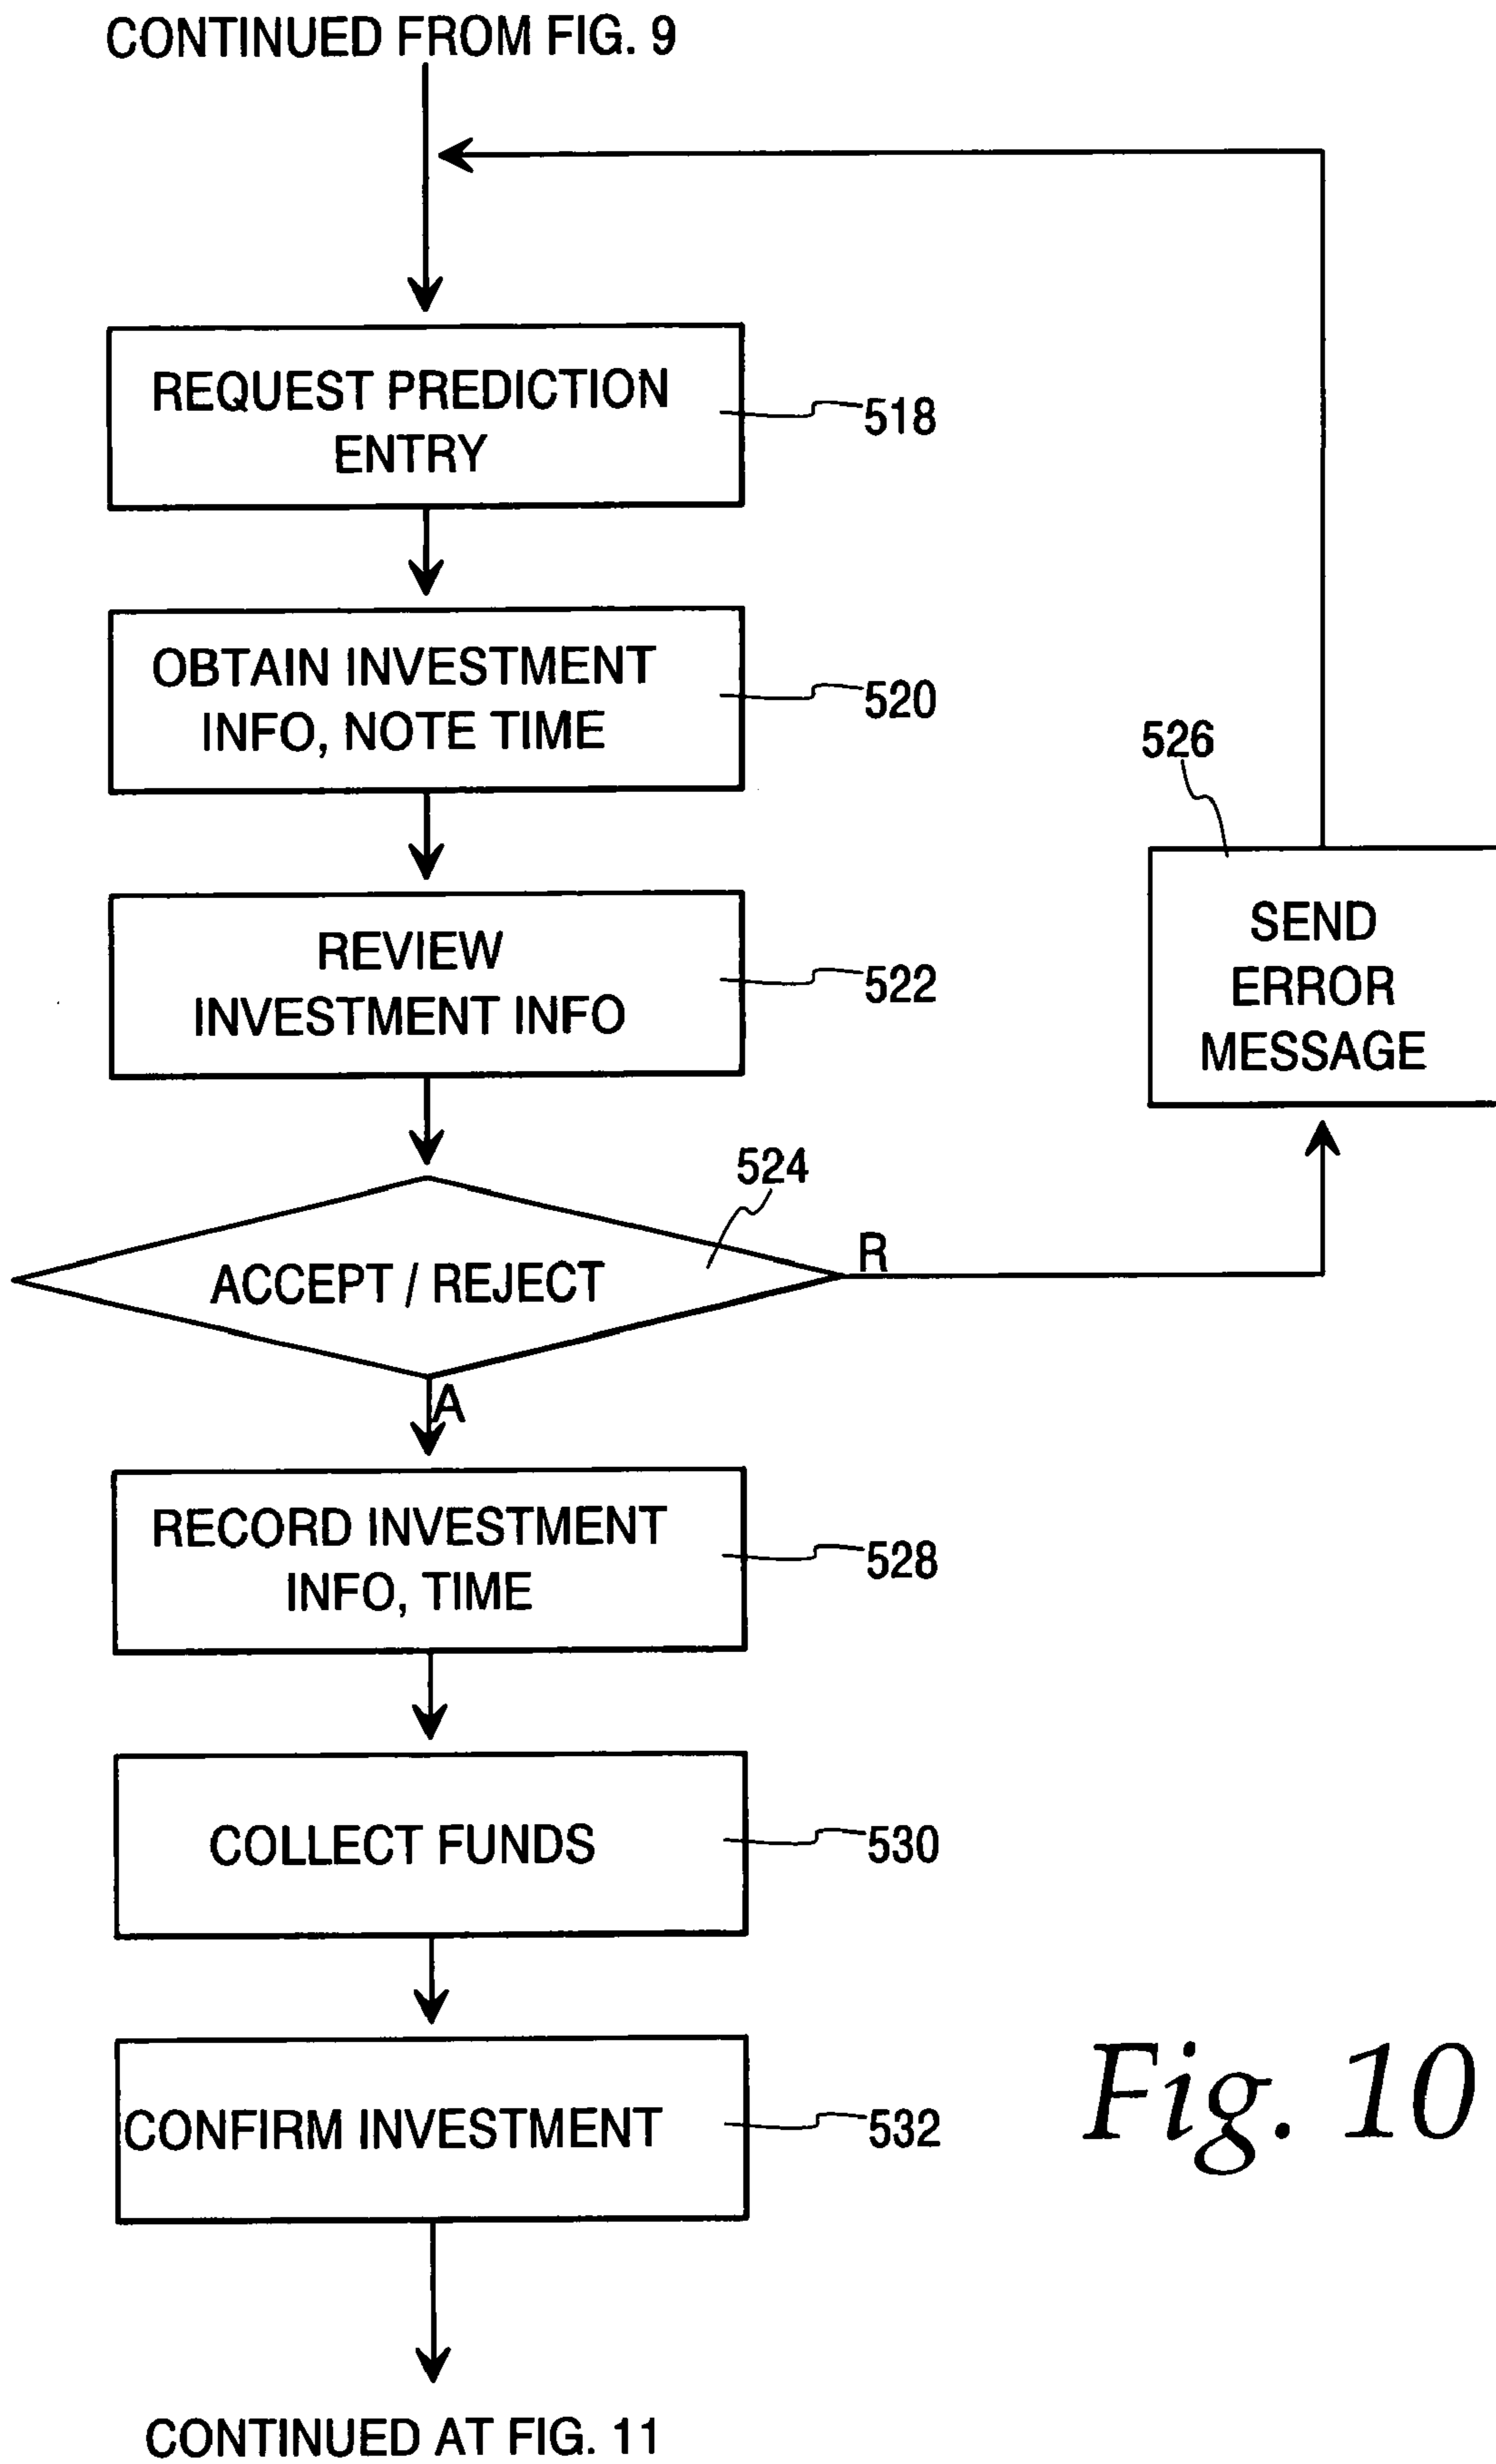 CONTINUED FROM FIG. 9
REQUEST PREDICTION
ENTRY
518
OBTAIN INVESTMENT
INFO, NOTE TIME
520
REVIEW
INVESTMENT INFO
522
526
SEND
ERROR
MESSAGE
524
ACCEPT / REJECT
R
A
RECORD INVESTMENT
INFO, TIME
528
COLLECT FUNDS
530
CONFIRM INVESTMENT
532
Fig. 10
CONTINUED AT FIG. 11